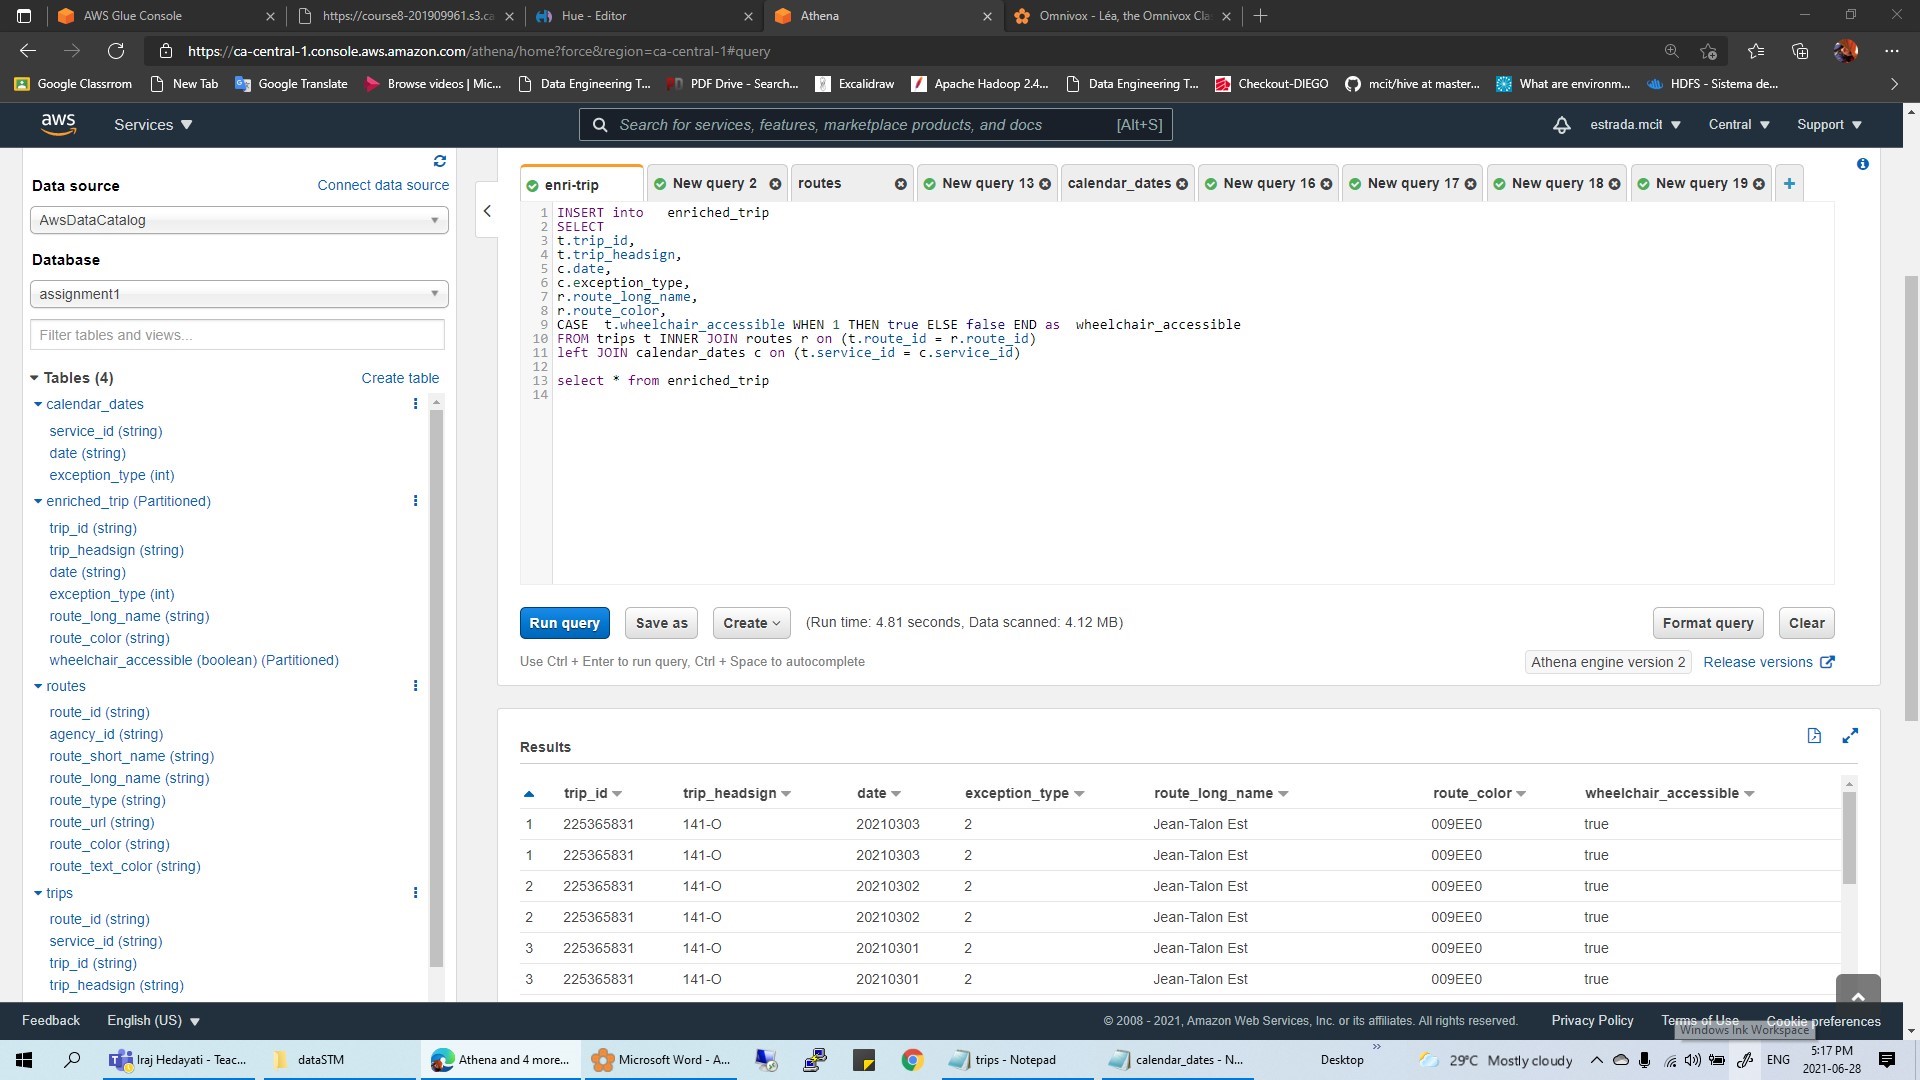 AWS Glue Console
https://course8-201909961.s3.ca
Hue - Editor
Athena
Omnivox - Léa, the Omnivox Cla
https://ca-central-1.console.aws.amazon.com/athena/home?force&region=ca-central-1#query
Google Classrrom
New Tab
Google Translate
Browse videos | Mic...
Data Engineering T...
PDF Drive - Search...
Excalidraw
Apache Hadoop 2.4...
Data Engineering T...
Checkout-DIEGO
mcit/hive at master...
What are environm...
HDFS - Sistema de...
aws
Services
Search for services, features, marketplace products, and docs [Alt+S]
estrada.mcit
Central
Support
Data source
Connect data source
AwsDataCatalog
Database
assignment1
Filter tables and views...
Tables (4)
Create table
calendar_dates
service_id (string)
date (string)
exception_type (int)
enriched_trip (Partitioned)
trip_id (string)
trip_headsign (string)
date (string)
exception_type (int)
route_long_name (string)
route_color (string)
wheelchair_accessible (boolean) (Partitioned)
routes
route_id (string)
agency_id (string)
route_short_name (string)
route_long_name (string)
route_type (string)
route_url (string)
route_color (string)
route_text_color (string)
trips
route_id (string)
service_id (string)
trip_id (string)
trip_headsign (string)
enri-trip
New query 2
routes
New query 13
calendar_dates
New query 16
New query 17
New query 18
New query 19
1 INSERT into enriched_trip
2 SELECT
3 t.trip_id,
4 t.trip_headsign,
5 c.date,
6 c.exception_type,
7 r.route_long_name,
8 r.route_color,
9 CASE t.wheelchair_accessible WHEN 1 THEN true ELSE false END as wheelchair_accessible
10 FROM trips t INNER JOIN routes r on (t.route_id = r.route_id)
11 left JOIN calendar_dates c on (t.service_id = c.service_id)
12
13 select * from enriched_trip
14
Run query
Save as
Create
(Run time: 4.81 seconds, Data scanned: 4.12 MB)
Format query
Clear
Use Ctrl + Enter to run query, Ctrl + Space to autocomplete
Athena engine version 2
Release versions
Results
trip_id trip_headsign date exception_type route_long_name route_color wheelchair_accessible
1 225365831 141-O 20210303 2 Jean-Talon Est 009EE0 true
1 225365831 141-O 20210303 2 Jean-Talon Est 009EE0 true
2 225365831 141-O 20210302 2 Jean-Talon Est 009EE0 true
2 225365831 141-O 20210302 2 Jean-Talon Est 009EE0 true
3 225365831 141-O 20210301 2 Jean-Talon Est 009EE0 true
3 225365831 141-O 20210301 2 Jean-Talon Est 009EE0 true
Feedback
English (US)
© 2008 - 2021, Amazon Web Services, Inc. or its affiliates. All rights reserved.
Privacy Policy
Terms of Use
Cookie preferences
Windows Ink Workspace
Iraj Hedayati - Teac...
dataSTM
Athena and 4 more...
Microsoft Word - A...
trips - Notepad
calendar_dates - N...
Desktop
29°C Mostly cloudy
ENG
5:17 PM
2021-06-28